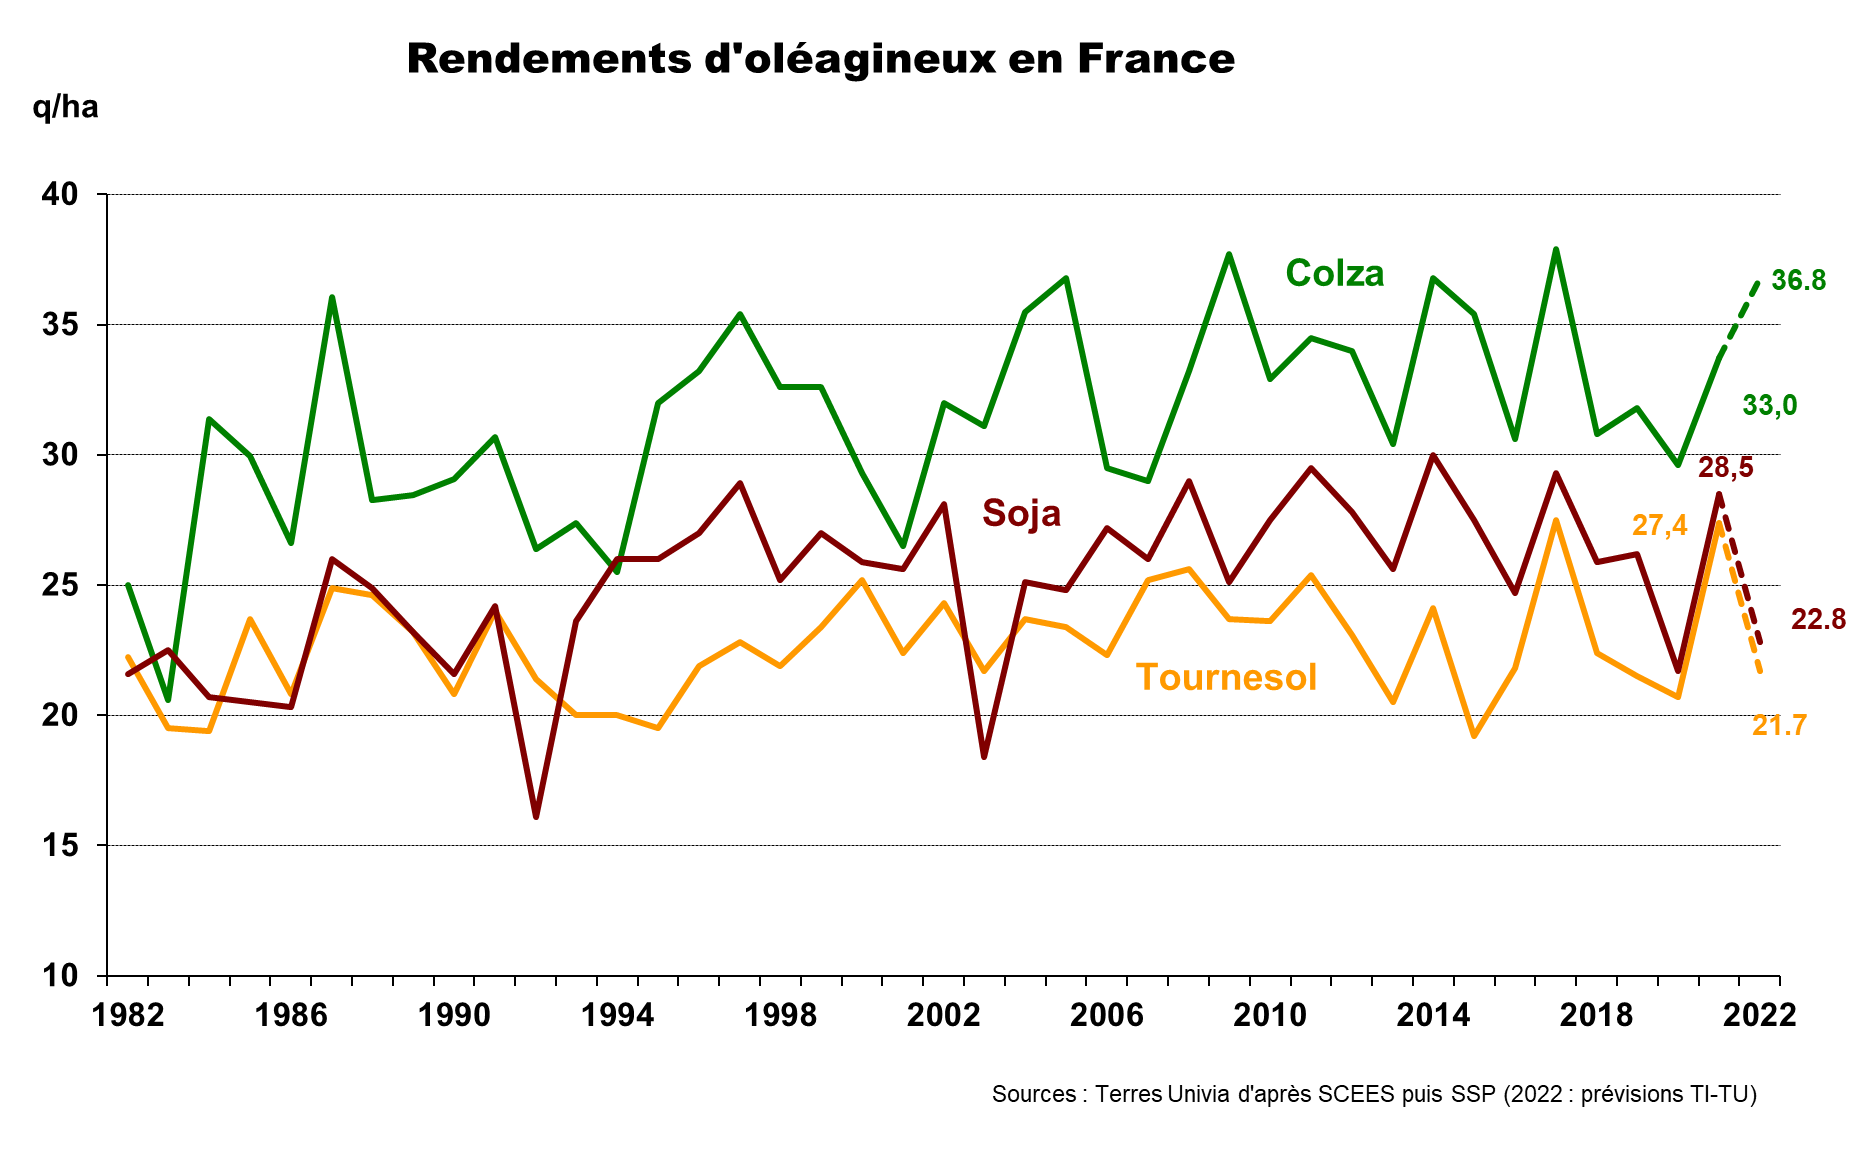 Rendements d'oléagineux en France
q/ha
40
35
30
25
20
15
10
Colza
Soja
Tournesol
36.8
33,0
28,5
27,4
22.8
21.7
1982 1986 1990 1994 1998 2002 2006 2010 2014 2018 2022
Sources : Terres Univia d'après SCEES puis SSP (2022 : prévisions TI-TU)